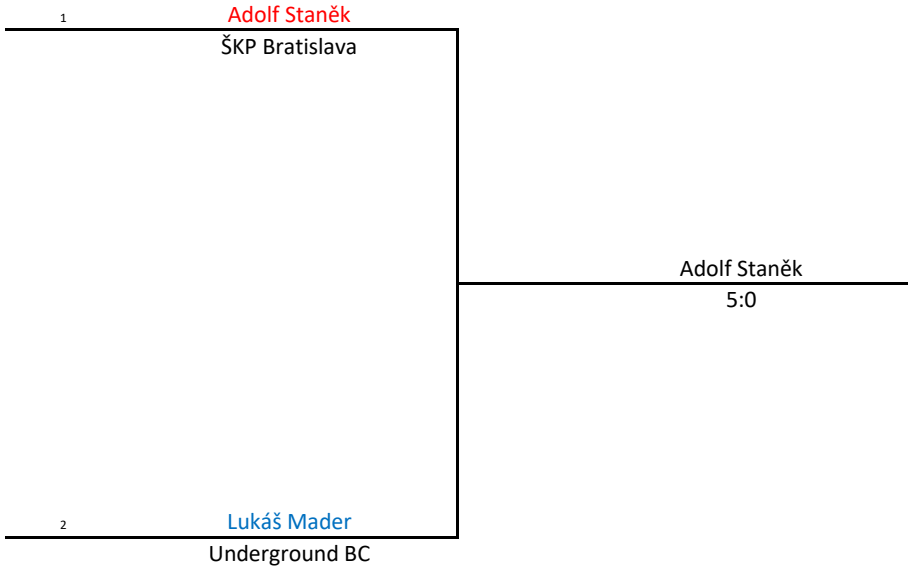 1 Adolf Staněk
ŠKP Bratislava
Adolf Staněk
5:0
2 Lukáš Mader
Underground BC